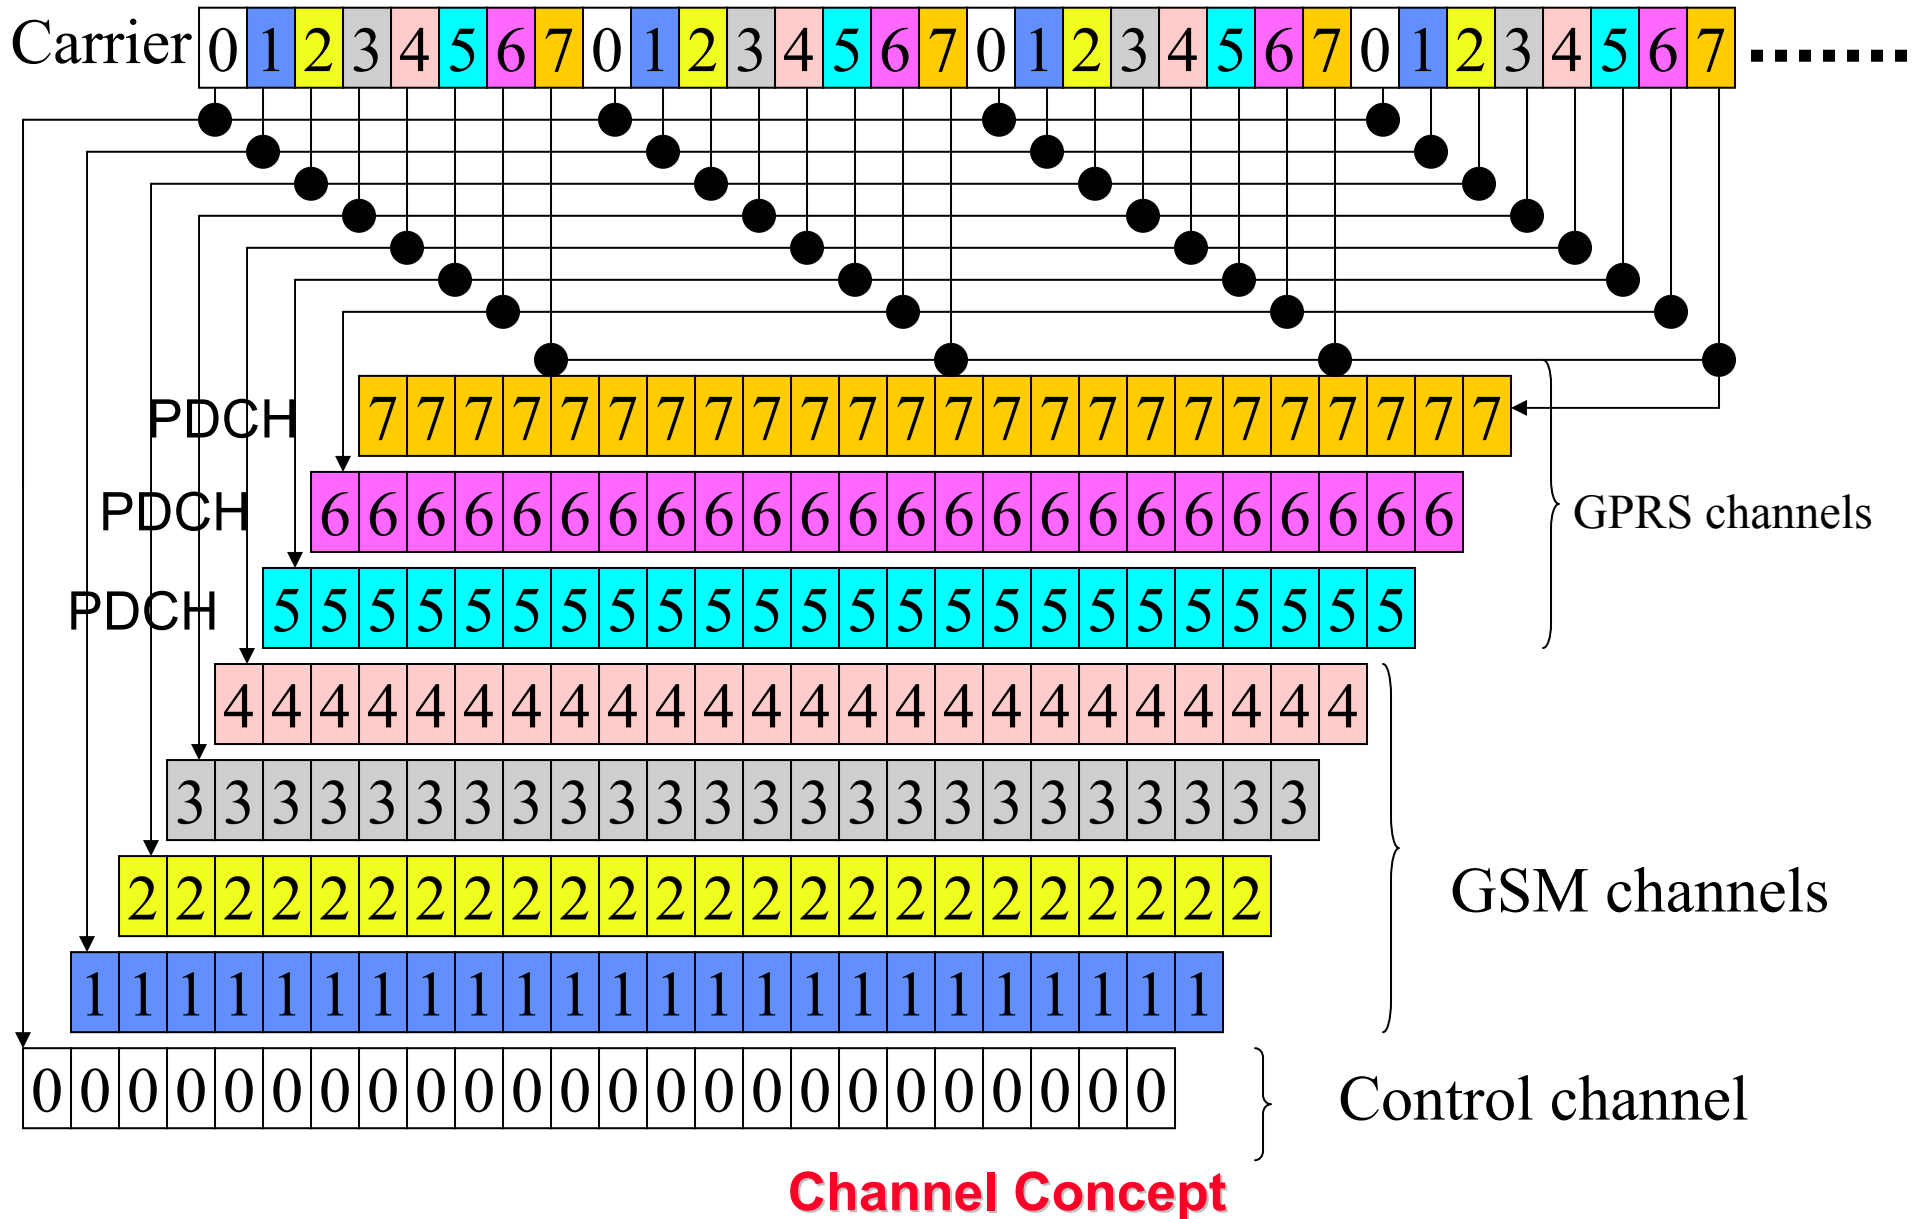 Carrier 0 1 2 3 4 5 6 7 0 1 2 3 4 5 6 7 0 1 2 3 4 5 6 7 0 1 2 3 4 5 6 7 .......
PDCH 7 7 7 7 7 7 7 7 7 7 7 7 7 7 7 7 7 7 7 7 7 7 7 7
PDCH 6 6 6 6 6 6 6 6 6 6 6 6 6 6 6 6 6 6 6 6 6 6 6 6 GPRS channels
PDCH 5 5 5 5 5 5 5 5 5 5 5 5 5 5 5 5 5 5 5 5 5 5 5 5
4 4 4 4 4 4 4 4 4 4 4 4 4 4 4 4 4 4 4 4 4 4 4 4
3 3 3 3 3 3 3 3 3 3 3 3 3 3 3 3 3 3 3 3 3 3 3 3
2 2 2 2 2 2 2 2 2 2 2 2 2 2 2 2 2 2 2 2 2 2 2 2 GSM channels
1 1 1 1 1 1 1 1 1 1 1 1 1 1 1 1 1 1 1 1 1 1 1 1
0 0 0 0 0 0 0 0 0 0 0 0 0 0 0 0 0 0 0 0 0 0 0 0 Control channel
Channel Concept